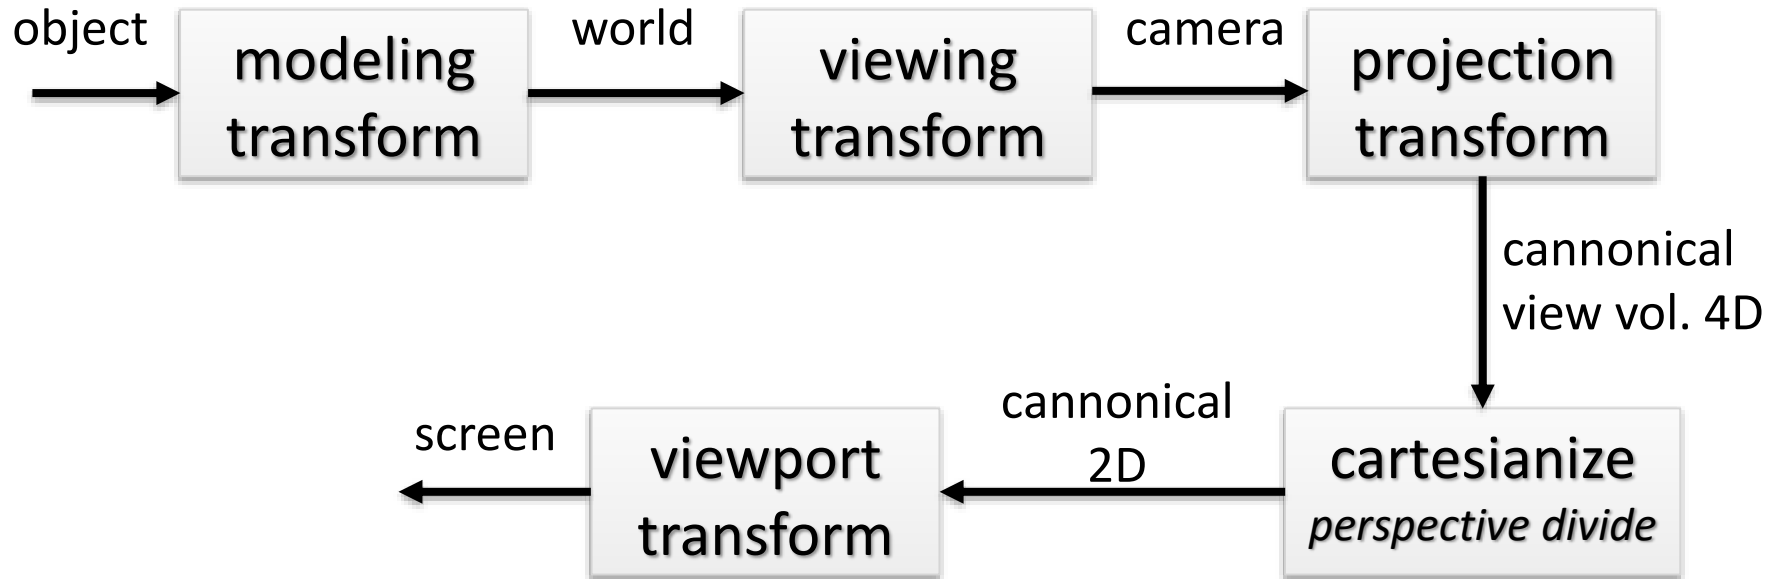 object
modeling
transform
world
viewing
transform
camera
projection
transform
cannonical
view vol. 4D
cartesianize
perspective divide
cannonical
2D
viewport
transform
screen